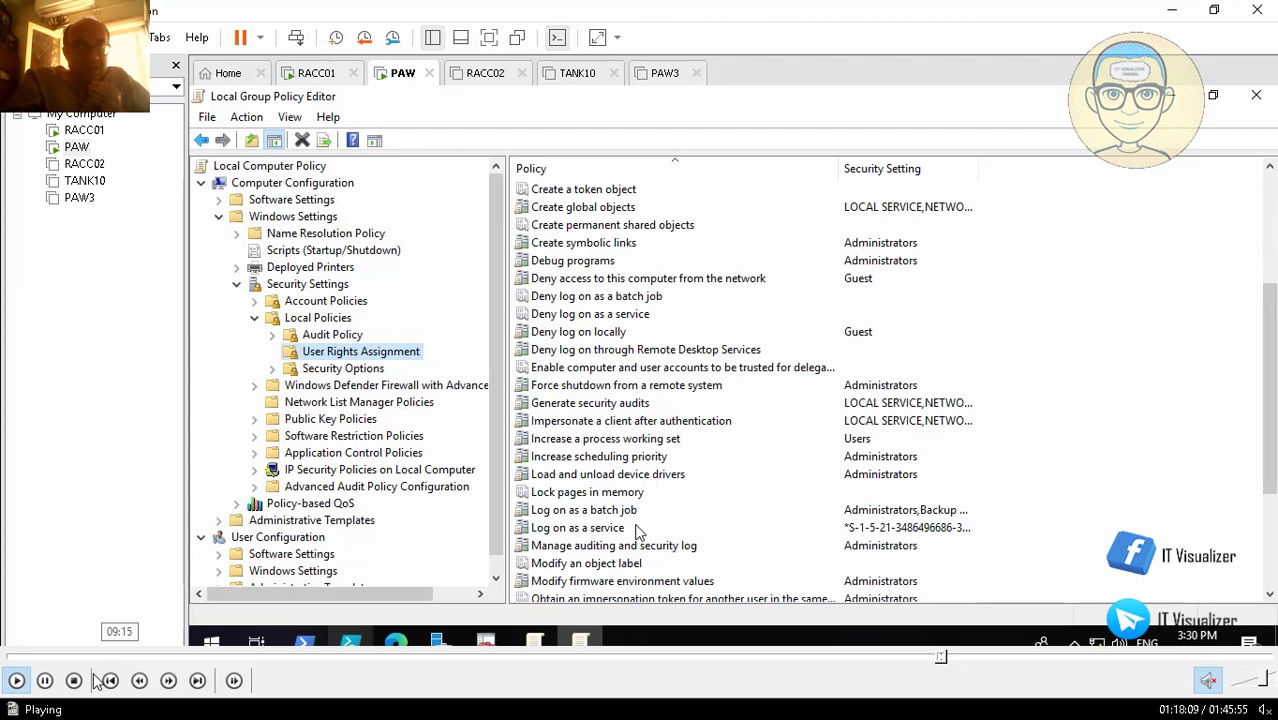 on
Tabs Help
Home RACC01 PAW RACC02 TANK10 PAW3
IT VISUALIZER
CHANNEL
My Computer
RACC01
PAW
RACC02
TANK10
PAW3
Local Group Policy Editor
File Action View Help
Local Computer Policy
Computer Configuration
Software Settings
Windows Settings
Name Resolution Policy
Scripts (Startup/Shutdown)
Deployed Printers
Security Settings
Account Policies
Local Policies
Audit Policy
User Rights Assignment
Security Options
Windows Defender Firewall with Advance
Network List Manager Policies
Public Key Policies
Software Restriction Policies
Application Control Policies
IP Security Policies on Local Computer
Advanced Audit Policy Configuration
Policy-based QoS
Administrative Templates
User Configuration
Software Settings
Windows Settings
Policy Security Setting
Create a token object
Create global objects LOCAL SERVICE,NETWO...
Create permanent shared objects
Create symbolic links Administrators
Debug programs Administrators
Deny access to this computer from the network Guest
Deny log on as a batch job
Deny log on as a service
Deny log on locally Guest
Deny log on through Remote Desktop Services
Enable computer and user accounts to be trusted for delega...
Force shutdown from a remote system Administrators
Generate security audits LOCAL SERVICE,NETWO...
Impersonate a client after authentication LOCAL SERVICE,NETWO...
Increase a process working set Users
Increase scheduling priority Administrators
Load and unload device drivers Administrators
Lock pages in memory
Log on as a batch job Administrators,Backup ...
Log on as a service *S-1-5-21-3486496686-3...
Manage auditing and security log Administrators
Modify an object label
Modify firmware environment values Administrators
Obtain an impersonation token for another user in the same... Administrators
f IT Visualizer
IT Visualizer
ENG 3:30 PM
09:15
Playing 01:18:09 / 01:45:55